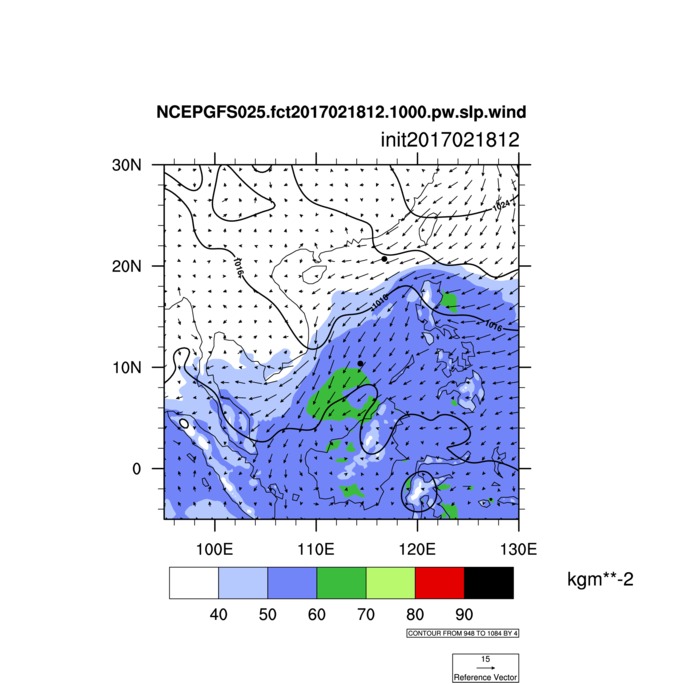 NCEPGFS025.fct2017021812.1000.pw.slp.wind
init2017021812
30N
1024
20N
1016
1016
1016
10N
0
100E 110E 120E 130E
kgm**-2
40 50 60 70 80 90
CONTOUR FROM 948 TO 1084 BY 4
15
Reference Vector